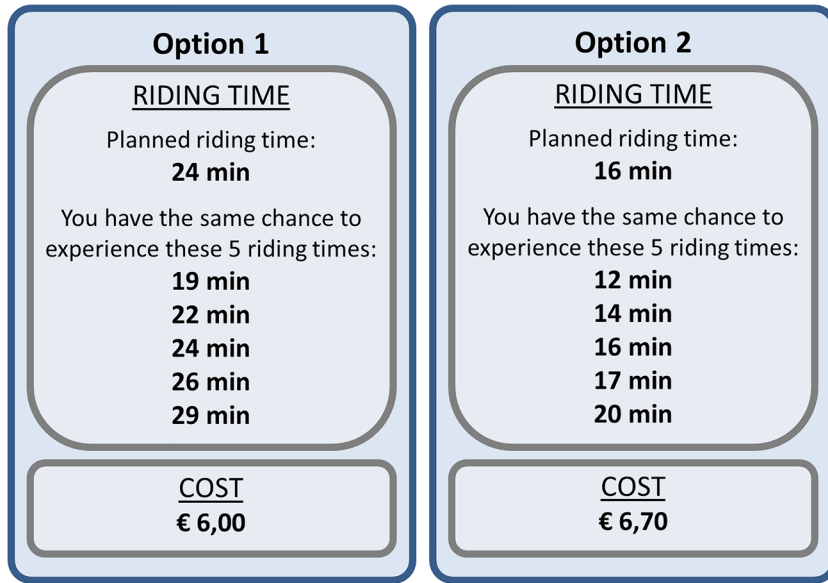 Option 1
RIDING TIME
Planned riding time:
24 min
You have the same chance to
experience these 5 riding times:
19 min
22 min
24 min
26 min
29 min
COST
€ 6,00
Option 2
RIDING TIME
Planned riding time:
16 min
You have the same chance to
experience these 5 riding times:
12 min
14 min
16 min
17 min
20 min
COST
€ 6,70